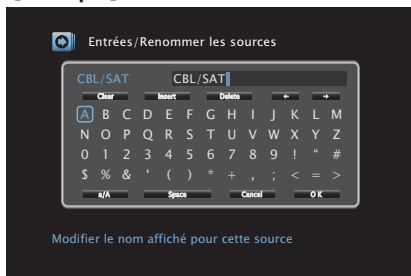 Entrées/Renommer les sources
CBL/SAT CBL/SAT
Clear Insert Delete ← →
A B C D E F G H I J K L M
N O P Q R S T U V W X Y Z
0 1 2 3 4 5 6 7 8 9 ! “ #
$ % & ‘ ( ) * + , ; < = >
a/A Space Cancel OK
Modifier le nom affiché pour cette source